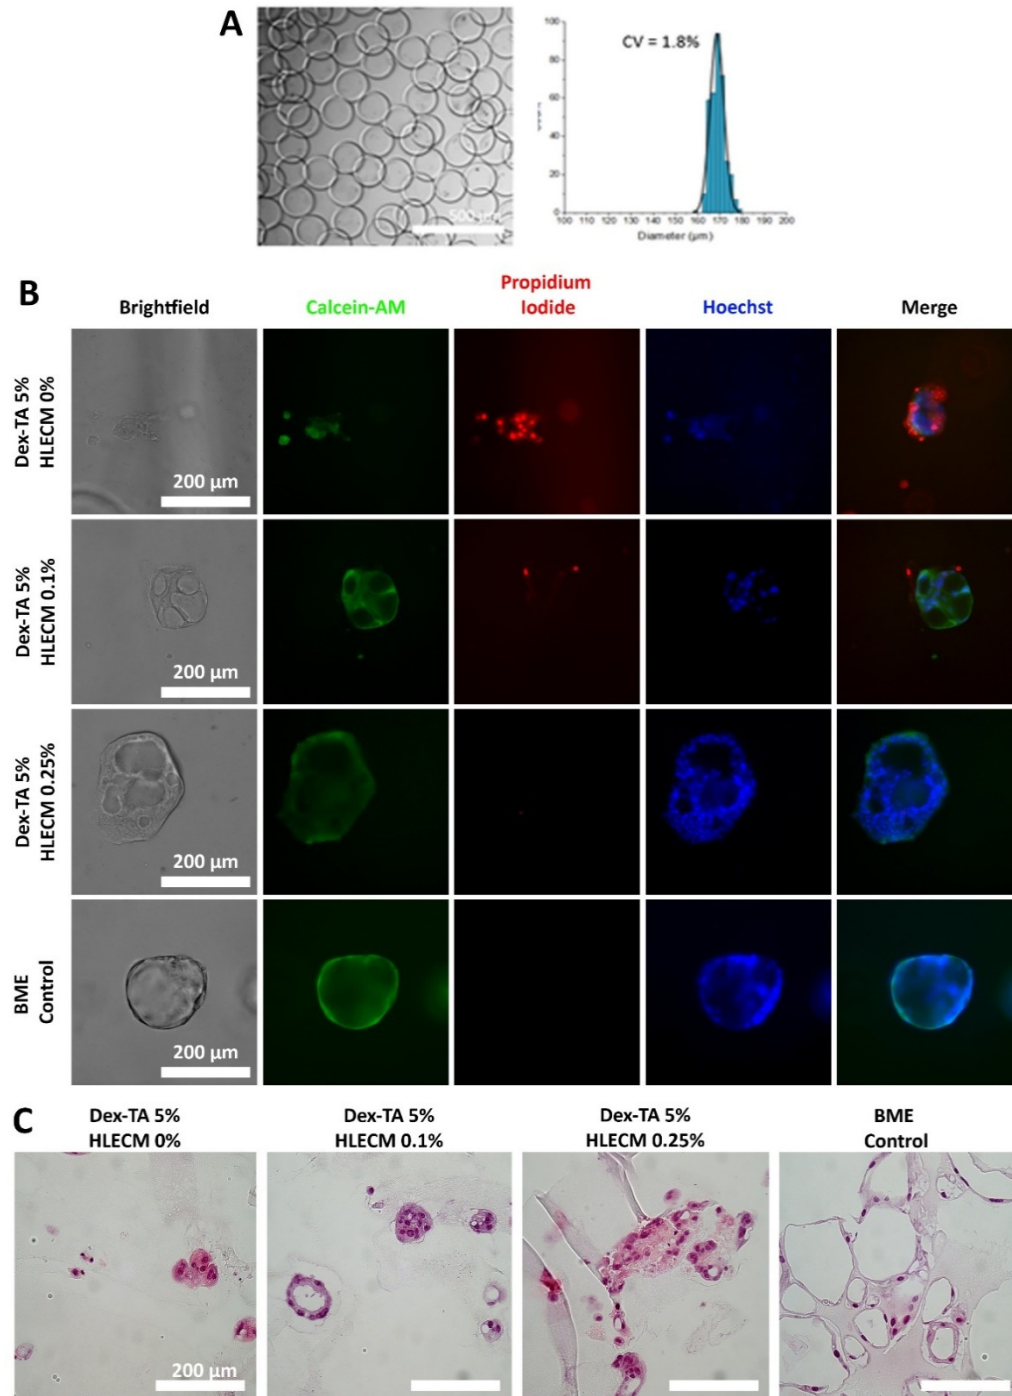 A
500 µm
CV = 1.8%
100
80
60
40
20
0
100 110 120 130 140 150 160 170 180 190 200
Diameter (µm)
B
Brightfield
Calcein-AM
Propidium
Iodide
Hoechst
Merge
Dex-TA 5%
HLECM 0%
200 µm
Dex-TA 5%
HLECM 0.1%
200 µm
Dex-TA 5%
HLECM 0.25%
200 µm
BME
Control
200 µm
C
Dex-TA 5%
HLECM 0%
Dex-TA 5%
HLECM 0.1%
Dex-TA 5%
HLECM 0.25%
BME
Control
200 µm